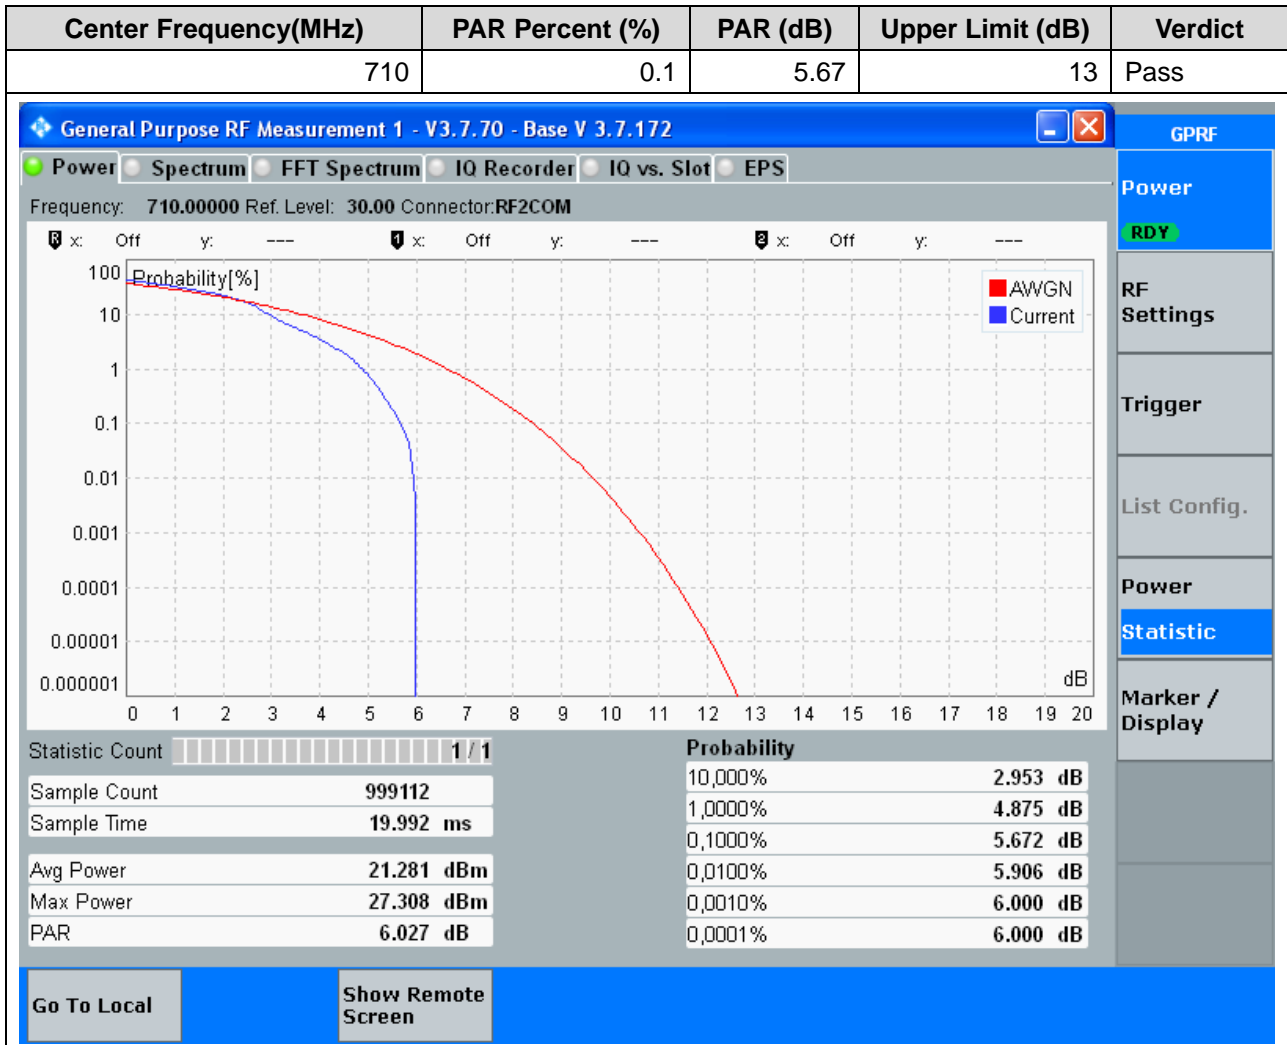 Center Frequency(MHz) PAR Percent (%) PAR (dB) Upper Limit (dB) Verdict
710 0.1 5.67 13 Pass
General Purpose RF Measurement 1 - V3.7.70 - Base V 3.7.172
GPRF
Power Spectrum FFT Spectrum IQ Recorder IQ vs. Slot EPS
Power
RDY
Frequency: 710.00000 Ref. Level: 30.00 Connector:RF2COM
R x: Off y: --- 1 x: Off y: --- 2 x: Off y: ---
Probability[%]
AWGN
Current
100
10
1
0.1
0.01
0.001
0.0001
0.00001
0.000001
dB
0 1 2 3 4 5 6 7 8 9 10 11 12 13 14 15 16 17 18 19 20
RF
Settings
Trigger
List Config.
Power
Statistic
Marker /
Display
Statistic Count 1 / 1
Sample Count 999112
Sample Time 19.992 ms
Avg Power 21.281 dBm
Max Power 27.308 dBm
PAR 6.027 dB
Probability
10,000% 2.953 dB
1,0000% 4.875 dB
0,1000% 5.672 dB
0,0100% 5.906 dB
0,0010% 6.000 dB
0,0001% 6.000 dB
Go To Local
Show Remote
Screen